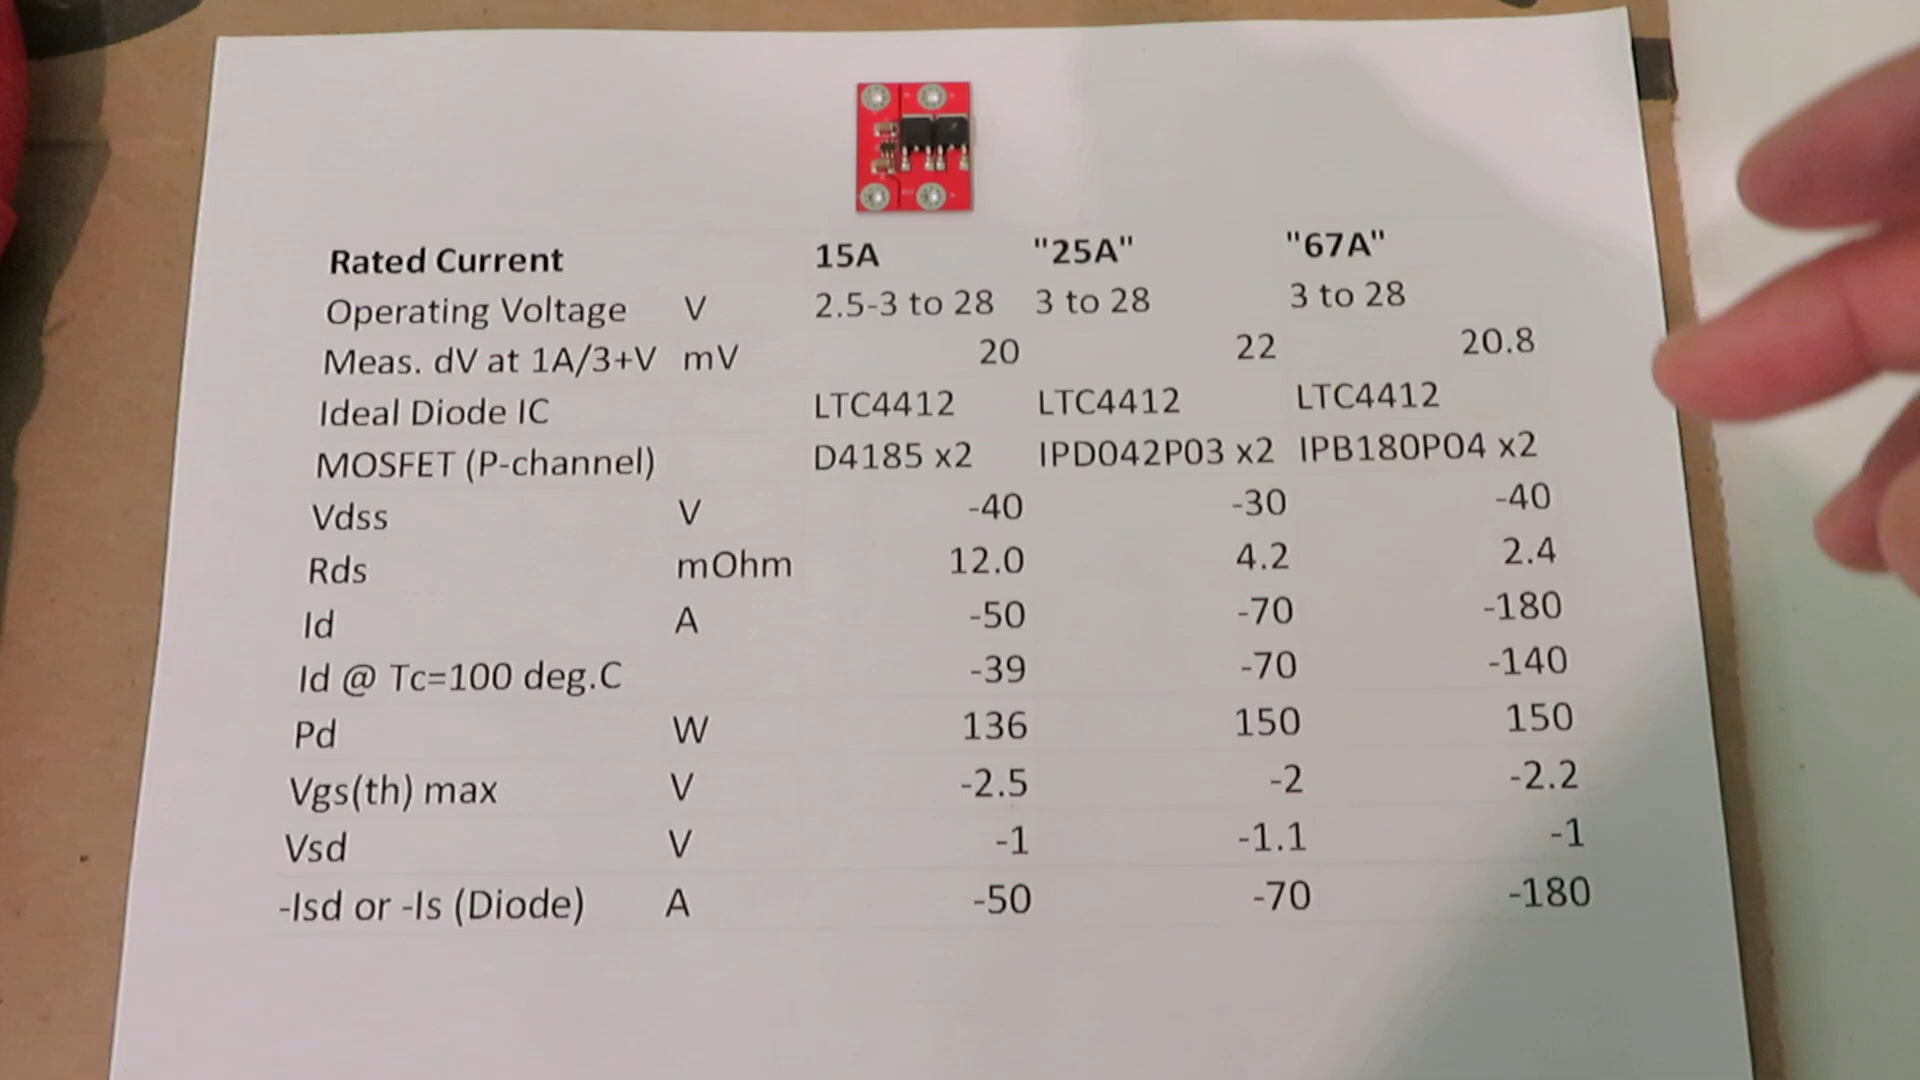 Rated Current 15A "25A" "67A"
Operating Voltage V 2.5-3 to 28 3 to 28 3 to 28
Meas. dV at 1A/3+V mV 20 22 20.8
Ideal Diode IC LTC4412 LTC4412 LTC4412
MOSFET (P-channel) D4185 x2 IPD042P03 x2 IPB180P04 x2
Vdss V -40 -30 -40
Rds mOhm 12.0 4.2 2.4
Id A -50 -70 -180
Id @ Tc=100 deg.C -39 -70 -140
Pd W 136 150 150
Vgs(th) max V -2.5 -2 -2.2
Vsd V -1 -1.1 -1
-Isd or -Is (Diode) A -50 -70 -180